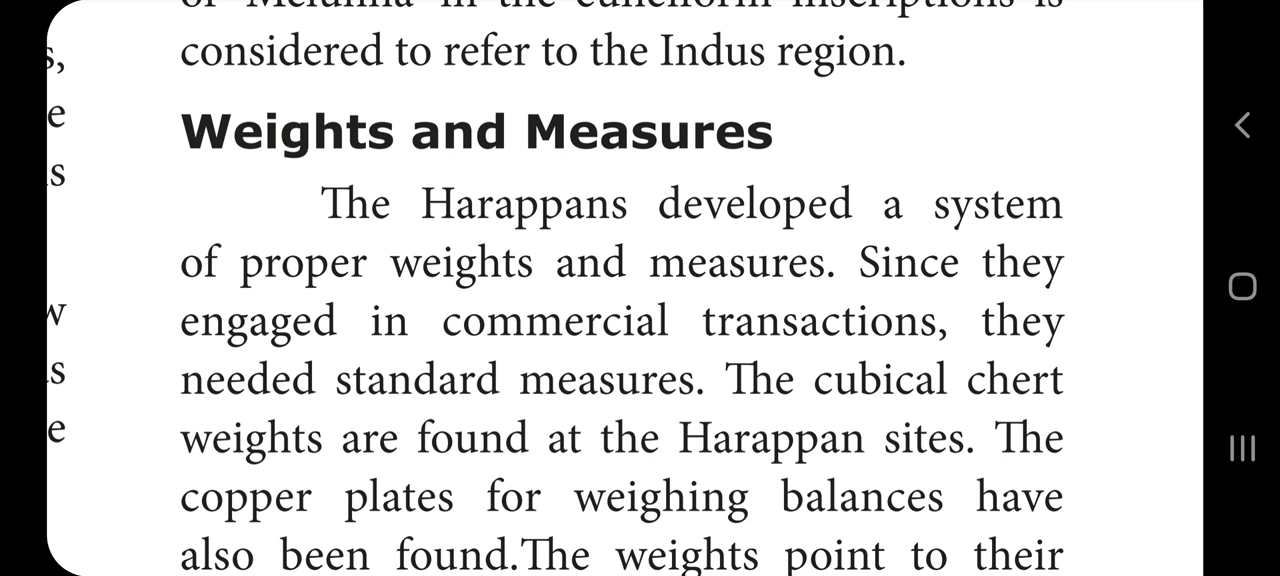 s,
e
s
w
s
e
considered to refer to the Indus region.
Weights and Measures
The Harappans developed a system
of proper weights and measures. Since they
engaged in commercial transactions, they
needed standard measures. The cubical chert
weights are found at the Harappan sites. The
copper plates for weighing balances have
also been found.The weights point to their